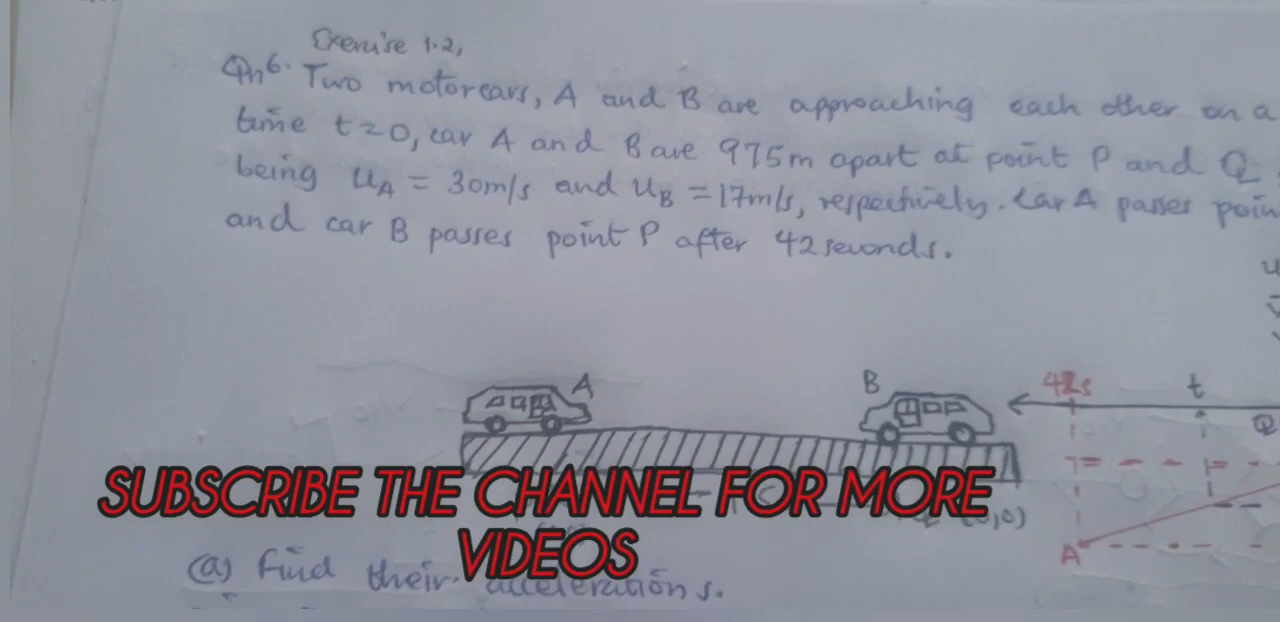 Exercise 1.2,
Qn6. Two motorcars, A and B are approaching each other on a
time t=0, car A and B are 975m apart at point P and Q
being uA = 30m/s and uB = 17m/s, respectively. Car A passes poin
and car B passes point P after 42 seconds.
A
B
t
Q
A
SUBSCRIBE THE CHANNEL FOR MORE
VIDEOS
(a) Find their accelerations.